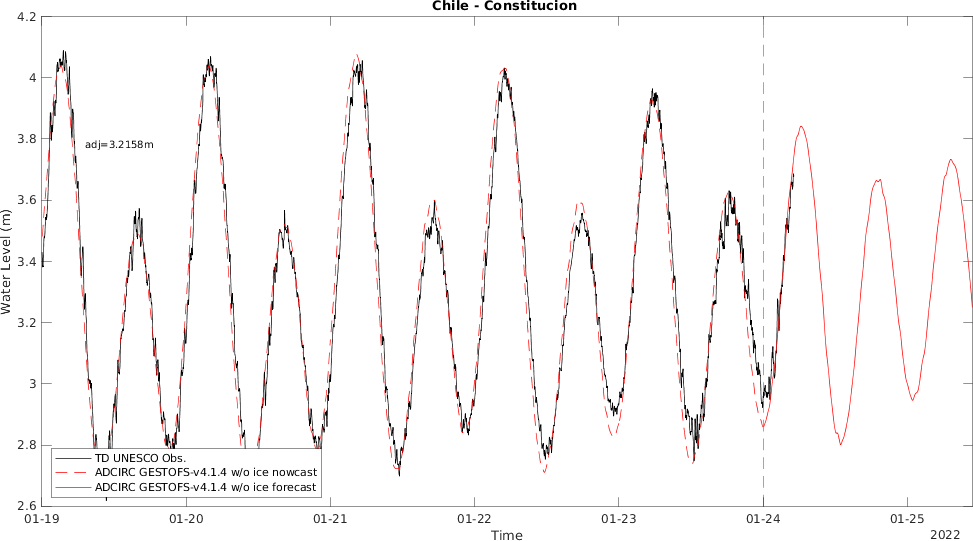 Chile - Constitucion
4.2
4
3.8
3.6
3.4
3.2
3
2.8
2.6
Water Level (m)
adj=3.2158m
TD UNESCO Obs.
ADCIRC GESTOFS-v4.1.4 w/o ice nowcast
ADCIRC GESTOFS-v4.1.4 w/o ice forecast
01-19 01-20 01-21 01-22 01-23 01-24 01-25
Time
2022